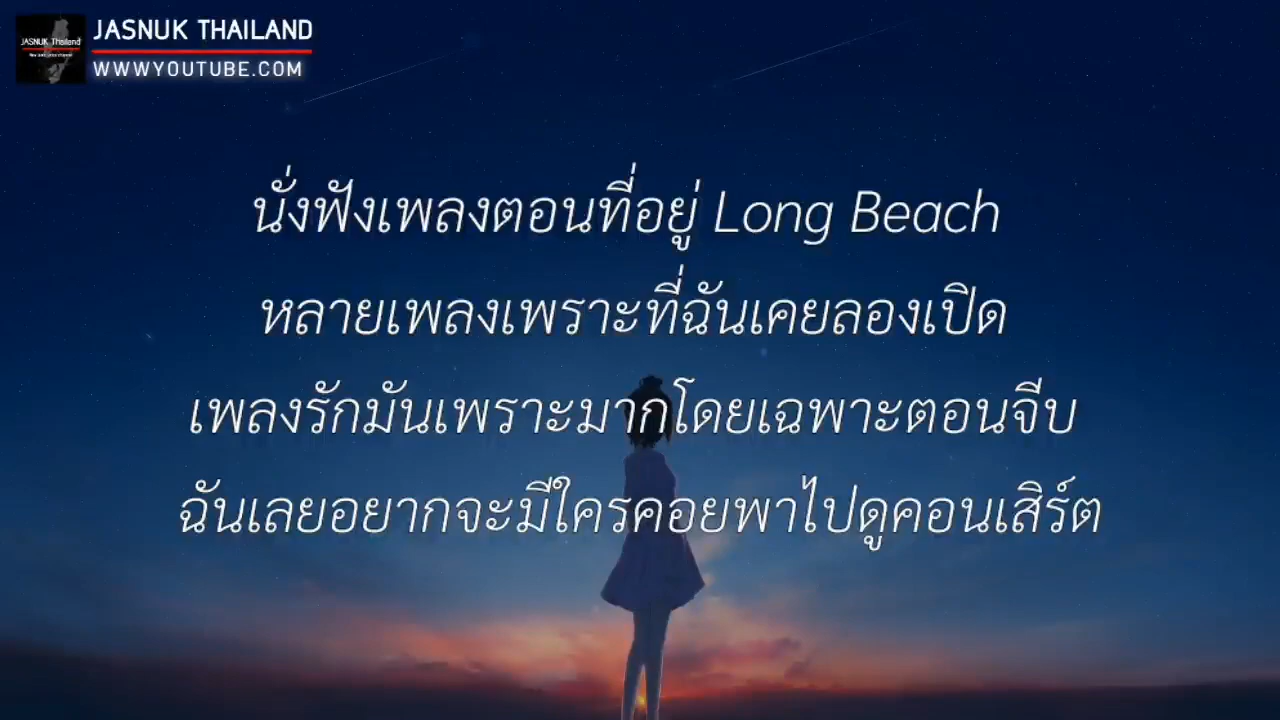 JASNUK THAILAND
WWWYOUTUBE.COM
JASNUK Thailand
นั่งฟังเพลงตอนที่อยู่ Long Beach
หลายเพลงเพราะที่ฉันเคยลองเปิด
เพลงรักมันเพราะมากโดยเฉพาะตอนจีบ
ฉันเลยอยากจะมีใครคอยพาไปดูคอนเสิร์ต